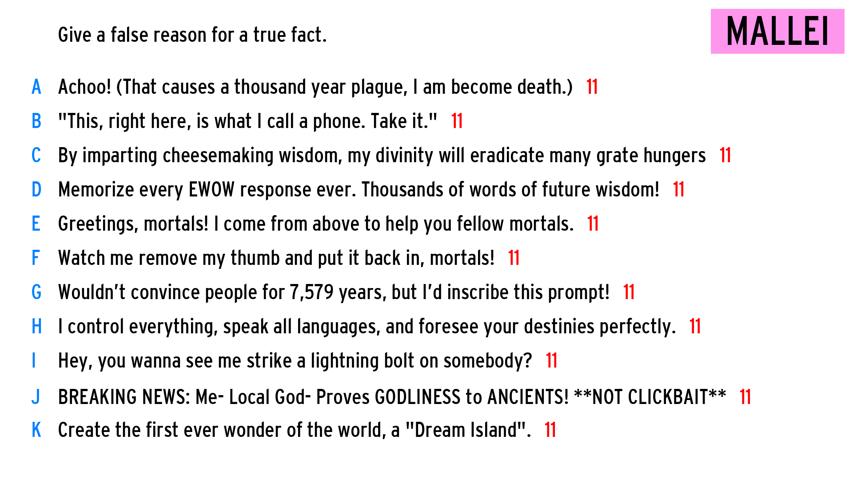 Give a false reason for a true fact.
MALLEI
A Achoo! (That causes a thousand year plague, I am become death.) 11
B "This, right here, is what I call a phone. Take it." 11
C By imparting cheesemaking wisdom, my divinity will eradicate many grate hungers 11
D Memorize every EWOW response ever. Thousands of words of future wisdom! 11
E Greetings, mortals! I come from above to help you fellow mortals. 11
F Watch me remove my thumb and put it back in, mortals! 11
G Wouldn't convince people for 7,579 years, but I'd inscribe this prompt! 11
H I control everything, speak all languages, and foresee your destinies perfectly. 11
I Hey, you wanna see me strike a lightning bolt on somebody? 11
J BREAKING NEWS: Me- Local God- Proves GODLINESS to ANCIENTS! **NOT CLICKBAIT** 11
K Create the first ever wonder of the world, a "Dream Island". 11